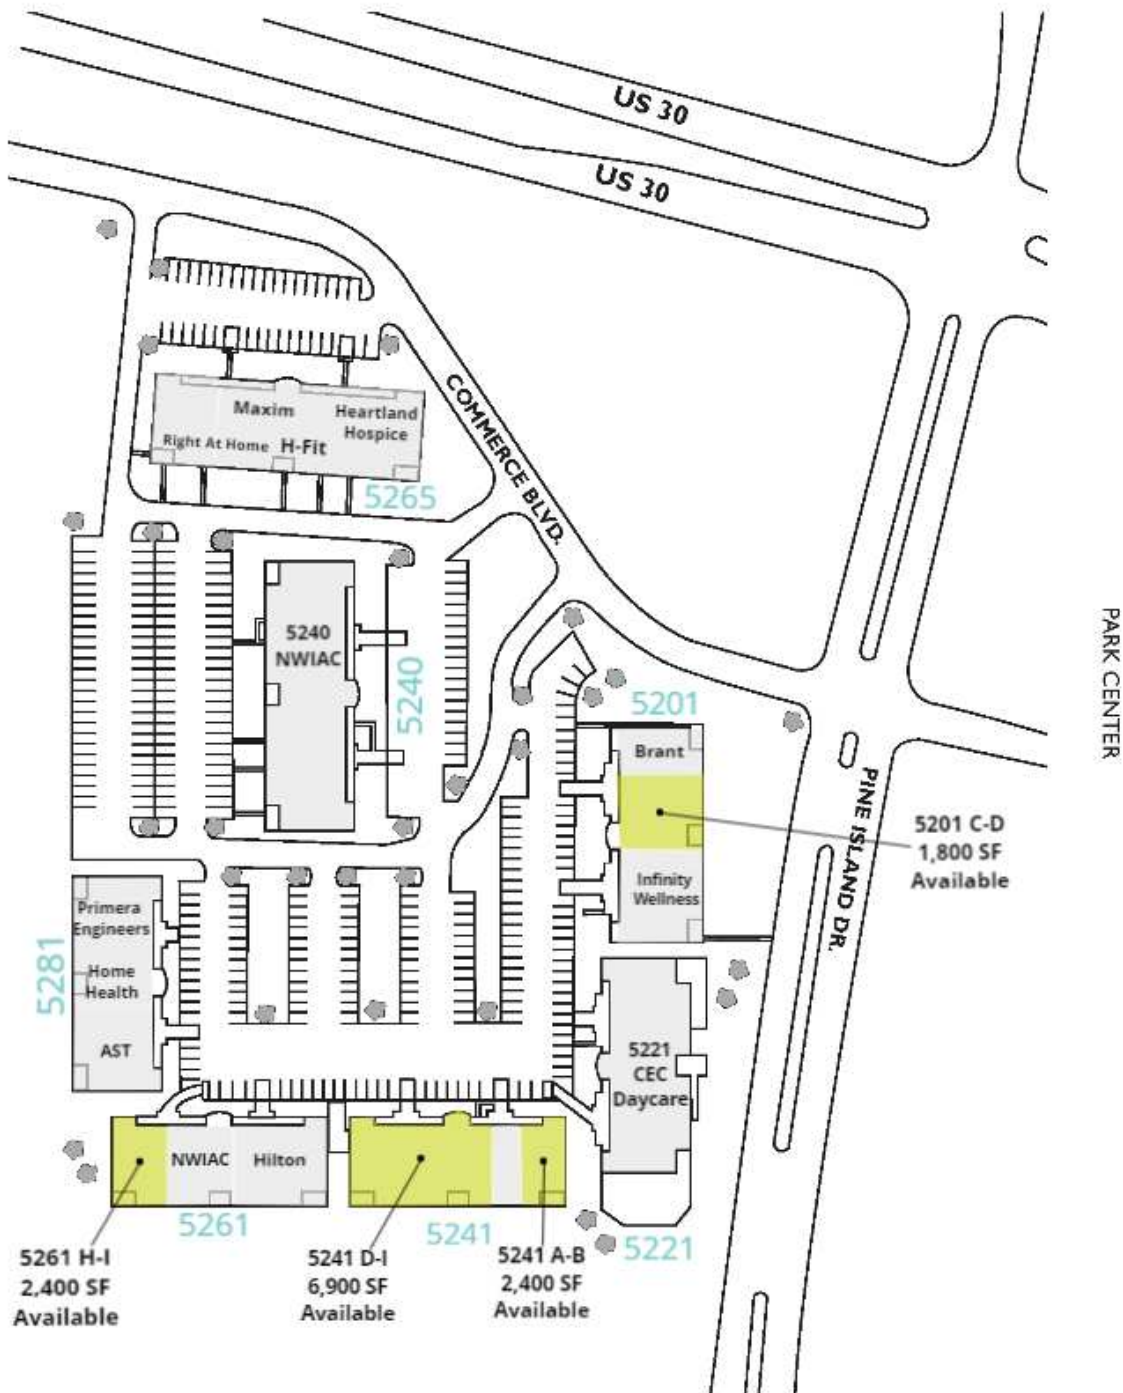 US 30
US 30
COMMERCE BLVD.
Maxim
Heartland
Hospice
Right At Home
H-Fit
5265
5240
NWIAC
5240
PARK CENTER
5201
Brant
PINE ISLAND DR.
5201 C-D
1,800 SF
Available
Infinity
Wellness
Primera
Engineers
Home
Health
AST
5281
5221
CEC
Daycare
NWIAC
Hilton
5261
5241
5221
5261 H-I
2,400 SF
Available
5241 D-I
6,900 SF
Available
5241 A-B
2,400 SF
Available